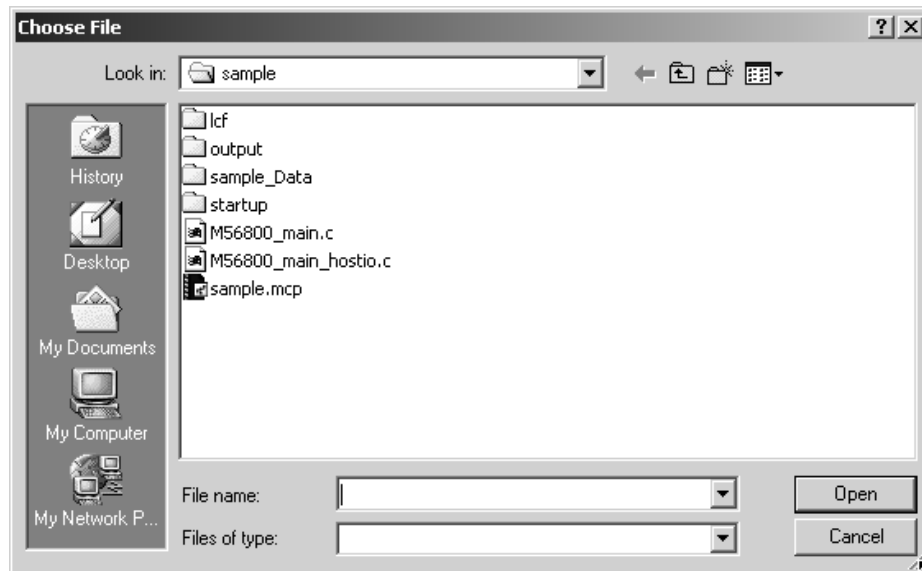 Choose File
Look in: sample
History
Desktop
My Documents
My Computer
My Network P...
lcf
output
sample_Data
startup
M56800_main.c
M56800_main_hostio.c
sample.mcp
File name:
Open
Files of type:
Cancel